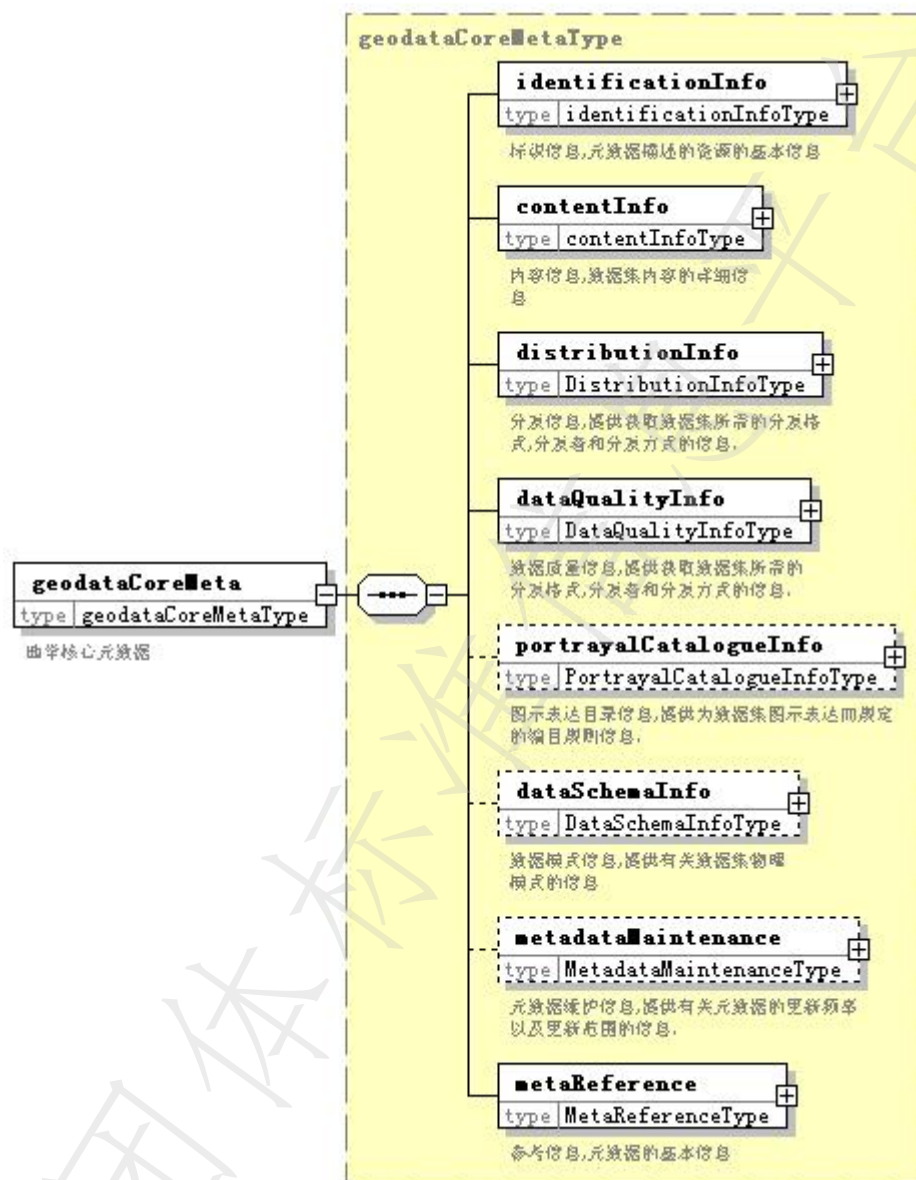 geodataCoreMetaType
identificationInfo
type identificationInfoType
标识信息,元数据描述的资源的基本信息
contentInfo
type contentInfoType
内容信息,数据集内容的详细信
息
distributionInfo
type DistributionInfoType
分发信息,提供获取数据集所需的分发格
式,分发者和分发方式的信息.
dataQualityInfo
type DataQualityInfoType
数据质量信息,提供获取数据集所需的
分发格式,分发者和分发方式的信息.
geodataCoreMeta
type geodataCoreMetaType
地学核心元数据
portrayalCatalogueInfo
type PortrayalCatalogueInfoType
图示表达目录信息,提供为数据集图示表达而规定
的编目规则信息.
dataSchemaInfo
type DataSchemaInfoType
数据模式信息,提供有关数据集物理
模式的信息
metadataMaintenance
type MetadataMaintenanceType
元数据维护信息,提供有关元数据的更新频率
以及更新范围的信息.
metaReference
type MetaReferenceType
参考信息,元数据的基本信息
团体标准信息平台